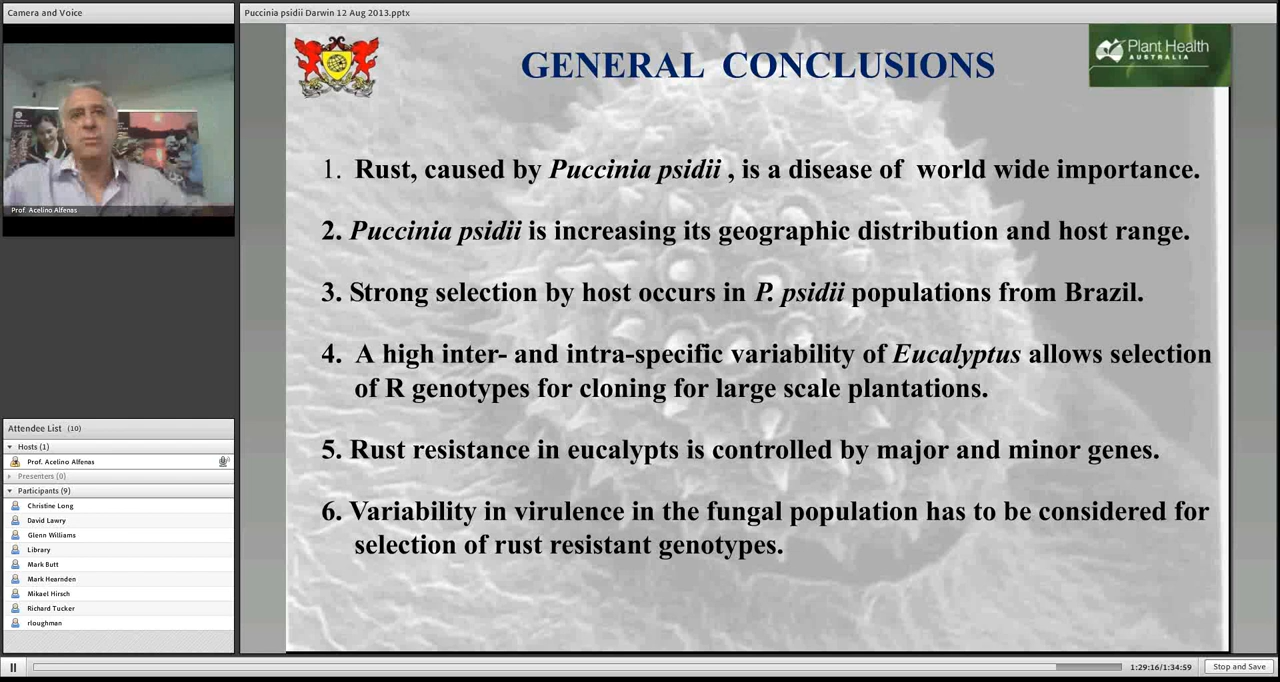 Camera and Voice
Prof. Acelino Alfenas
Attendee List (10)
Hosts (1)
Prof. Acelino Alfenas
Presenters (0)
Participants (9)
Christine Long
David Lawry
Glenn Williams
Library
Mark Butt
Mark Hearnden
Mikael Hirsch
Richard Tucker
rloughman
Puccinia psidii Darwin 12 Aug 2013.pptx
Plant Health
AUSTRALIA
GENERAL CONCLUSIONS
1. Rust, caused by Puccinia psidii , is a disease of world wide importance.
2. Puccinia psidii is increasing its geographic distribution and host range.
3. Strong selection by host occurs in P. psidii populations from Brazil.
4. A high inter- and intra-specific variability of Eucalyptus allows selection
of R genotypes for cloning for large scale plantations.
5. Rust resistance in eucalypts is controlled by major and minor genes.
6. Variability in virulence in the fungal population has to be considered for
selection of rust resistant genotypes.
1:29:16/1:34:59
Stop and Save